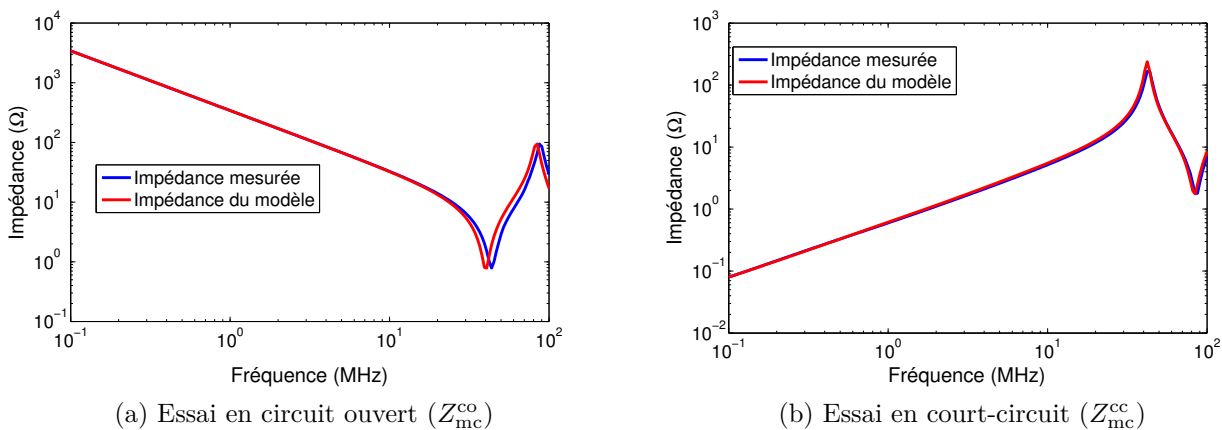 10^4
10^3
10^2
10^1
10^0
10^-1
Impédance (Ω)
Impédance mesurée
Impédance du modèle
10^-1 10^0 10^1 10^2
Fréquence (MHz)
(a) Essai en circuit ouvert (Z_mc^co)
10^3
10^2
10^1
10^0
10^-1
10^-2
Impédance (Ω)
Impédance mesurée
Impédance du modèle
10^-1 10^0 10^1 10^2
Fréquence (MHz)
(b) Essai en court-circuit (Z_mc^cc)